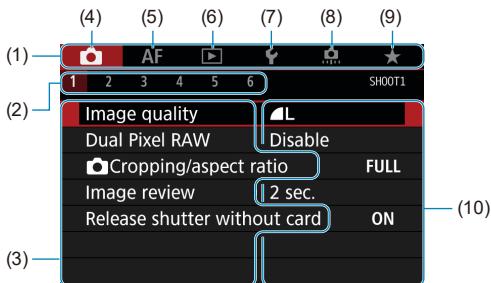 (4) (5) (6) (7) (8) (9)
(1) AF
(2) 1 2 3 4 5 6 SHOOT1
Image quality L
Dual Pixel RAW Disable
Cropping/aspect ratio FULL
Image review 2 sec.
Release shutter without card ON
(3) (10)